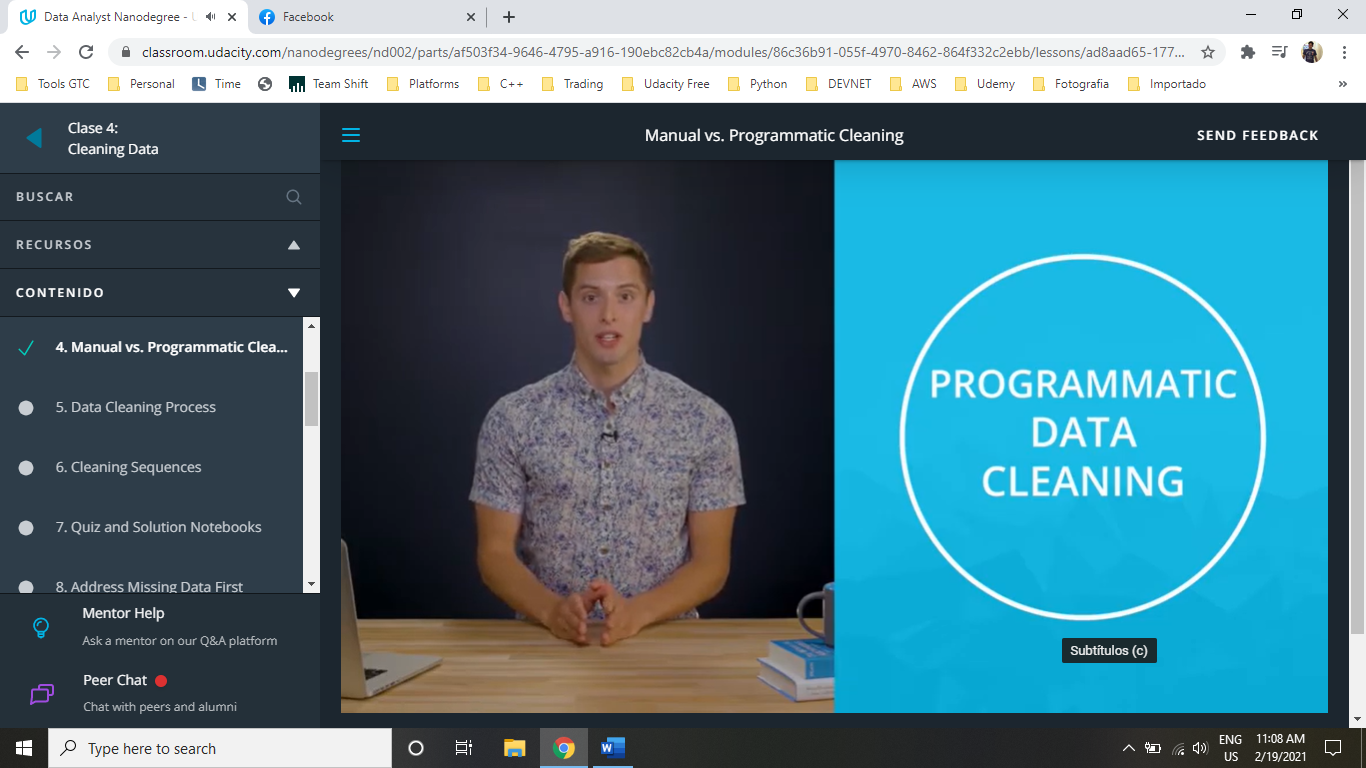 Data Analyst Nanodegree - U
Facebook
classroom.udacity.com/nanodegrees/nd002/parts/af503f34-9646-4795-a916-190ebc82cb4a/modules/86c36b91-055f-4970-8462-864f332c2ebb/lessons/ad8aad65-177...
Tools GTC
Personal
Time
Team Shift
Platforms
C++
Trading
Udacity Free
Python
DEVNET
AWS
Udemy
Fotografia
Importado
»
Clase 4:
Cleaning Data
Manual vs. Programmatic Cleaning
SEND FEEDBACK
BUSCAR
RECURSOS
CONTENIDO
4. Manual vs. Programmatic Clea...
5. Data Cleaning Process
6. Cleaning Sequences
7. Quiz and Solution Notebooks
8. Address Missing Data First
Mentor Help
Ask a mentor on our Q&A platform
Peer Chat
Chat with peers and alumni
PROGRAMMATIC
DATA
CLEANING
Subtítulos (c)
Type here to search
ENG
US
11:08 AM
2/19/2021